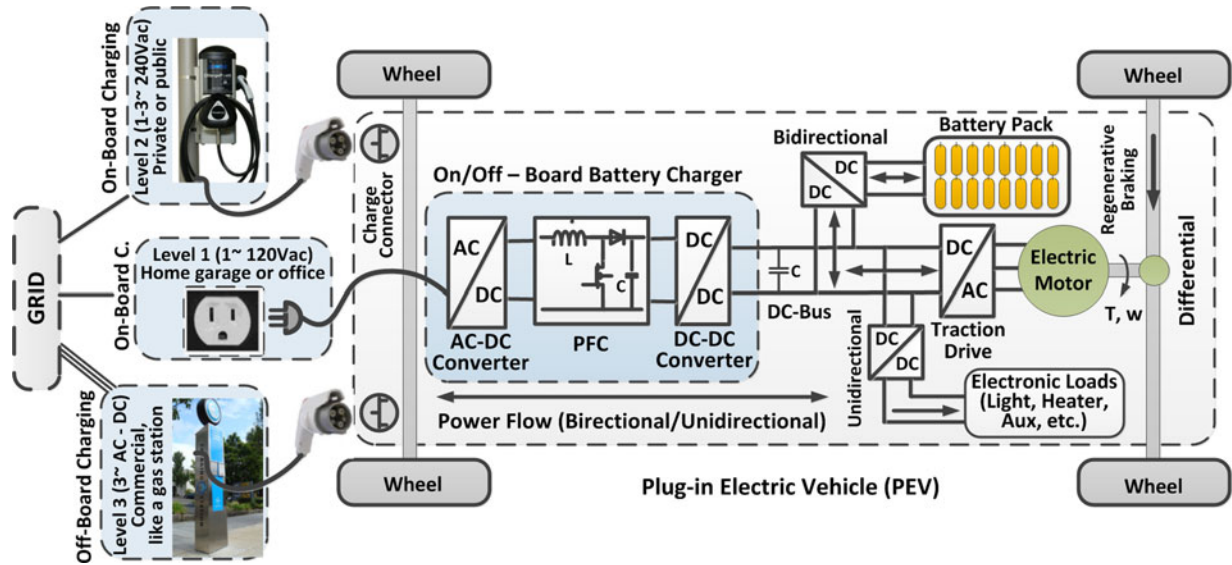 GRID
On-Board Charging
Level 2 (1-3~ 240Vac)
Private or public
On-Board C.
Level 1 (1~ 120Vac)
Home garage or office
Off-Board Charging
Level 3 (3~ AC - DC)
Commercial,
like a gas station
Wheel
Wheel
Charge
Connector
On/Off – Board Battery Charger
AC
DC
AC-DC
Converter
L
C
PFC
DC
DC
DC-DC
Converter
C
DC-Bus
Bidirectional
DC
DC
Battery Pack
DC
AC
Traction
Drive
Electric
Motor
T, w
Regenerative
Braking
Differential
Unidirectional
DC
DC
Electronic Loads
(Light, Heater,
Aux, etc.)
Power Flow (Birectional/Unidirectional)
Wheel
Wheel
Plug-in Electric Vehicle (PEV)